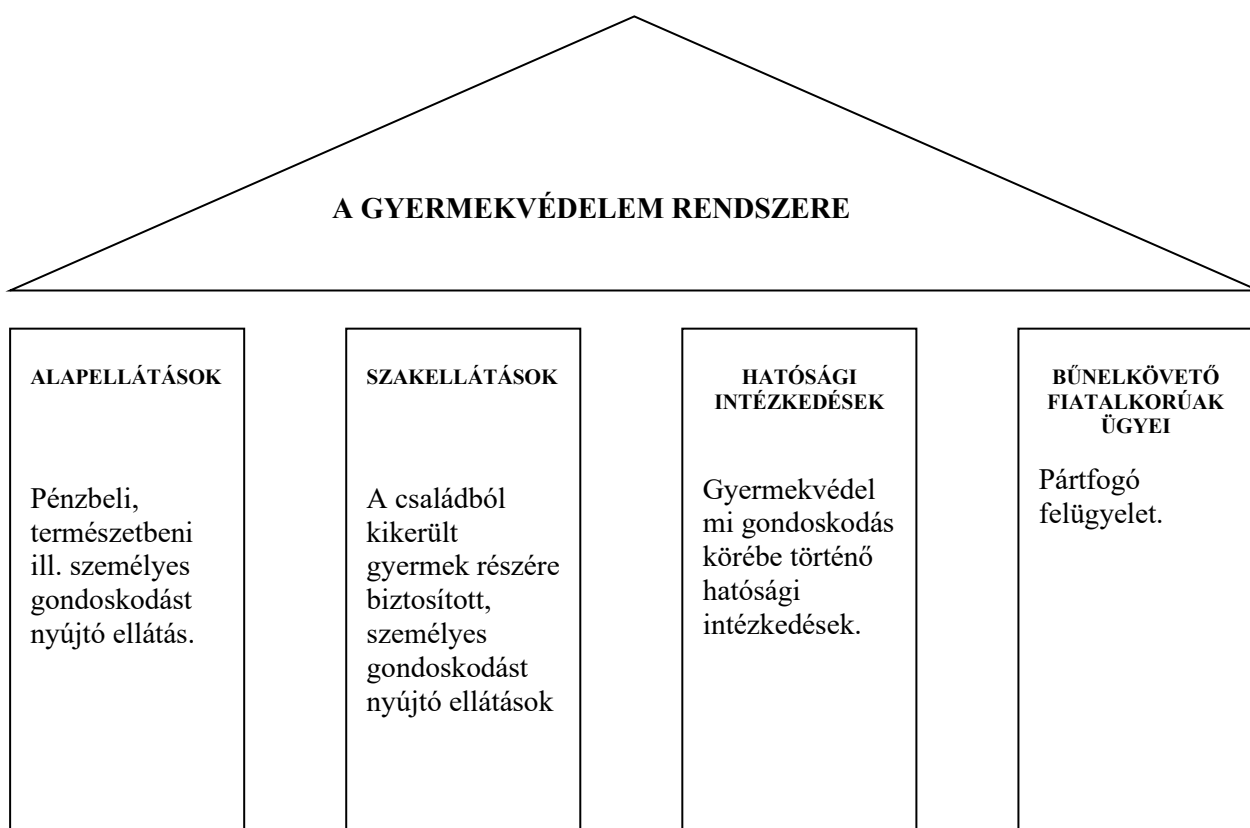 A GYERMEKVÉDELEM RENDSZERE
ALAPELLÁTÁSOK
Pénzbeli,
természetbeni
ill. személyes
gondoskodást
nyújtó ellátás.
SZAKELLÁTÁSOK
A családból
kikerült
gyermek részére
biztosított,
személyes
gondoskodást
nyújtó ellátások
HATÓSÁGI
INTÉZKEDÉSEK
Gyermekvédel
mi gondoskodás
körébe történő
hatósági
intézkedések.
BŰNELKÖVETŐ
FIATALKORÚAK
ÜGYEI
Pártfogó
felügyelet.